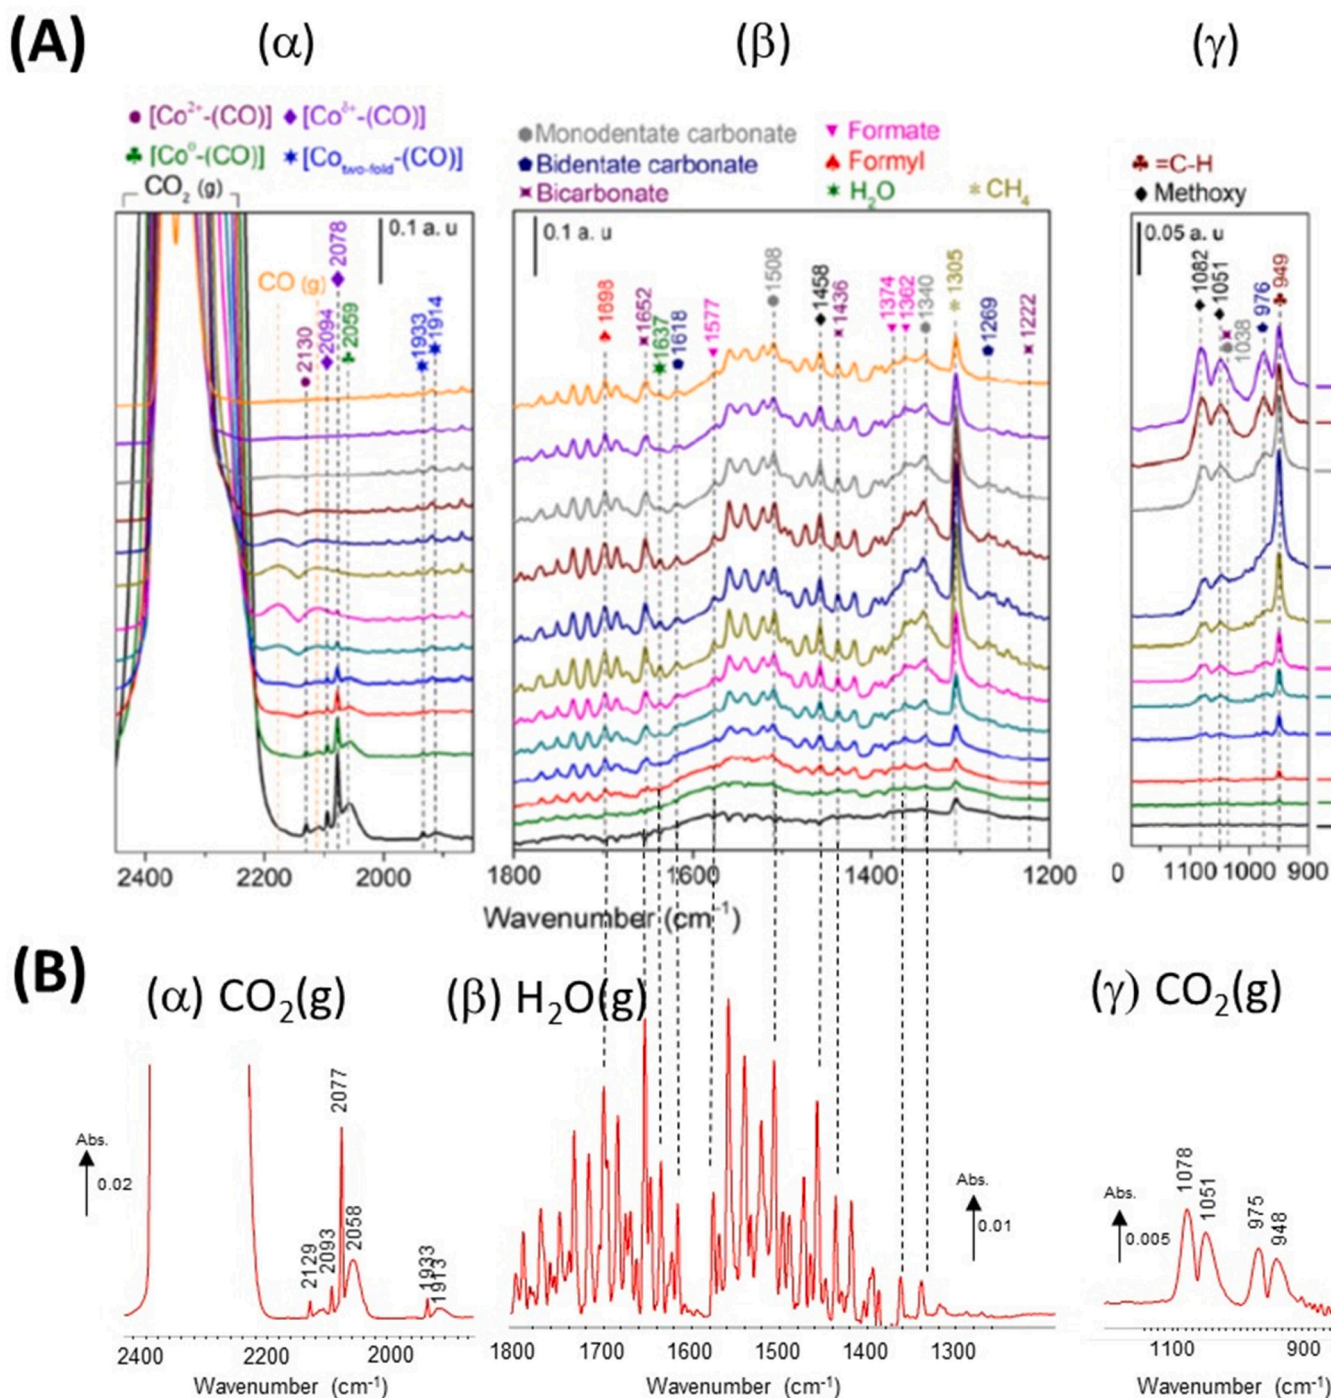 (A)
(α)
(β)
(γ)
● [Co²⁺-(CO)] ♦ [Coᵟ⁺-(CO)]
♣ [Co⁰-(CO)] ✶ [Co_two-fold-(CO)]
CO₂ (g)
Monodentate carbonate
Bidentate carbonate
Bicarbonate
Formate
Formyl
H₂O
CH₄
=C-H
Methoxy
0.1 a. u
CO (g)
2130
2094
2078
2059
1933
1914
0.1 a. u
1698
1652
1637
1618
1577
1508
1458
1436
1374
1362
1340
1305
1269
1222
0.05 a. u
1082
1051
1038
976
949
2400 2200 2000
1800 1600 1400 1200
0 1100 1000 900
Wavenumber (cm⁻¹)
(B)
(α) CO₂(g)
(β) H₂O(g)
(γ) CO₂(g)
Abs.
0.02
2129
2093
2077
2058
1933
1913
Abs.
0.01
Abs.
0.005
1078
1051
975
948
2400 2200 2000
1800 1700 1600 1500 1400 1300
1100 900
Wavenumber (cm⁻¹)
Wavenumber (cm⁻¹)
Wavenumber (cm⁻¹)